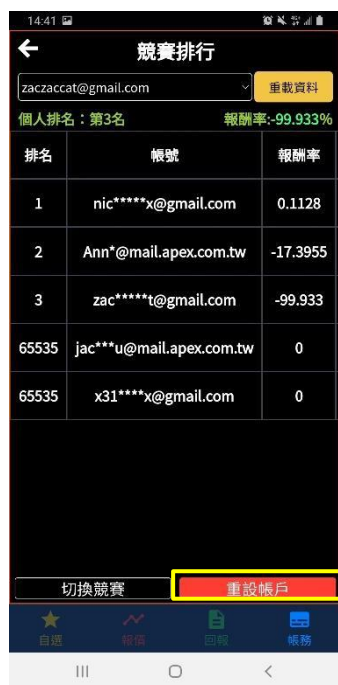 14:41
競賽排行
zaczaccat@gmail.com 重載資料
個人排名：第3名 報酬率:-99.933%
排名 帳號 報酬率
1 nic*****x@gmail.com 0.1128
2 Ann*@mail.apex.com.tw -17.3955
3 zac*****t@gmail.com -99.933
65535 jac***u@mail.apex.com.tw 0
65535 x31****x@gmail.com 0
切換競賽 重設帳戶
自選 報價 回報 帳務